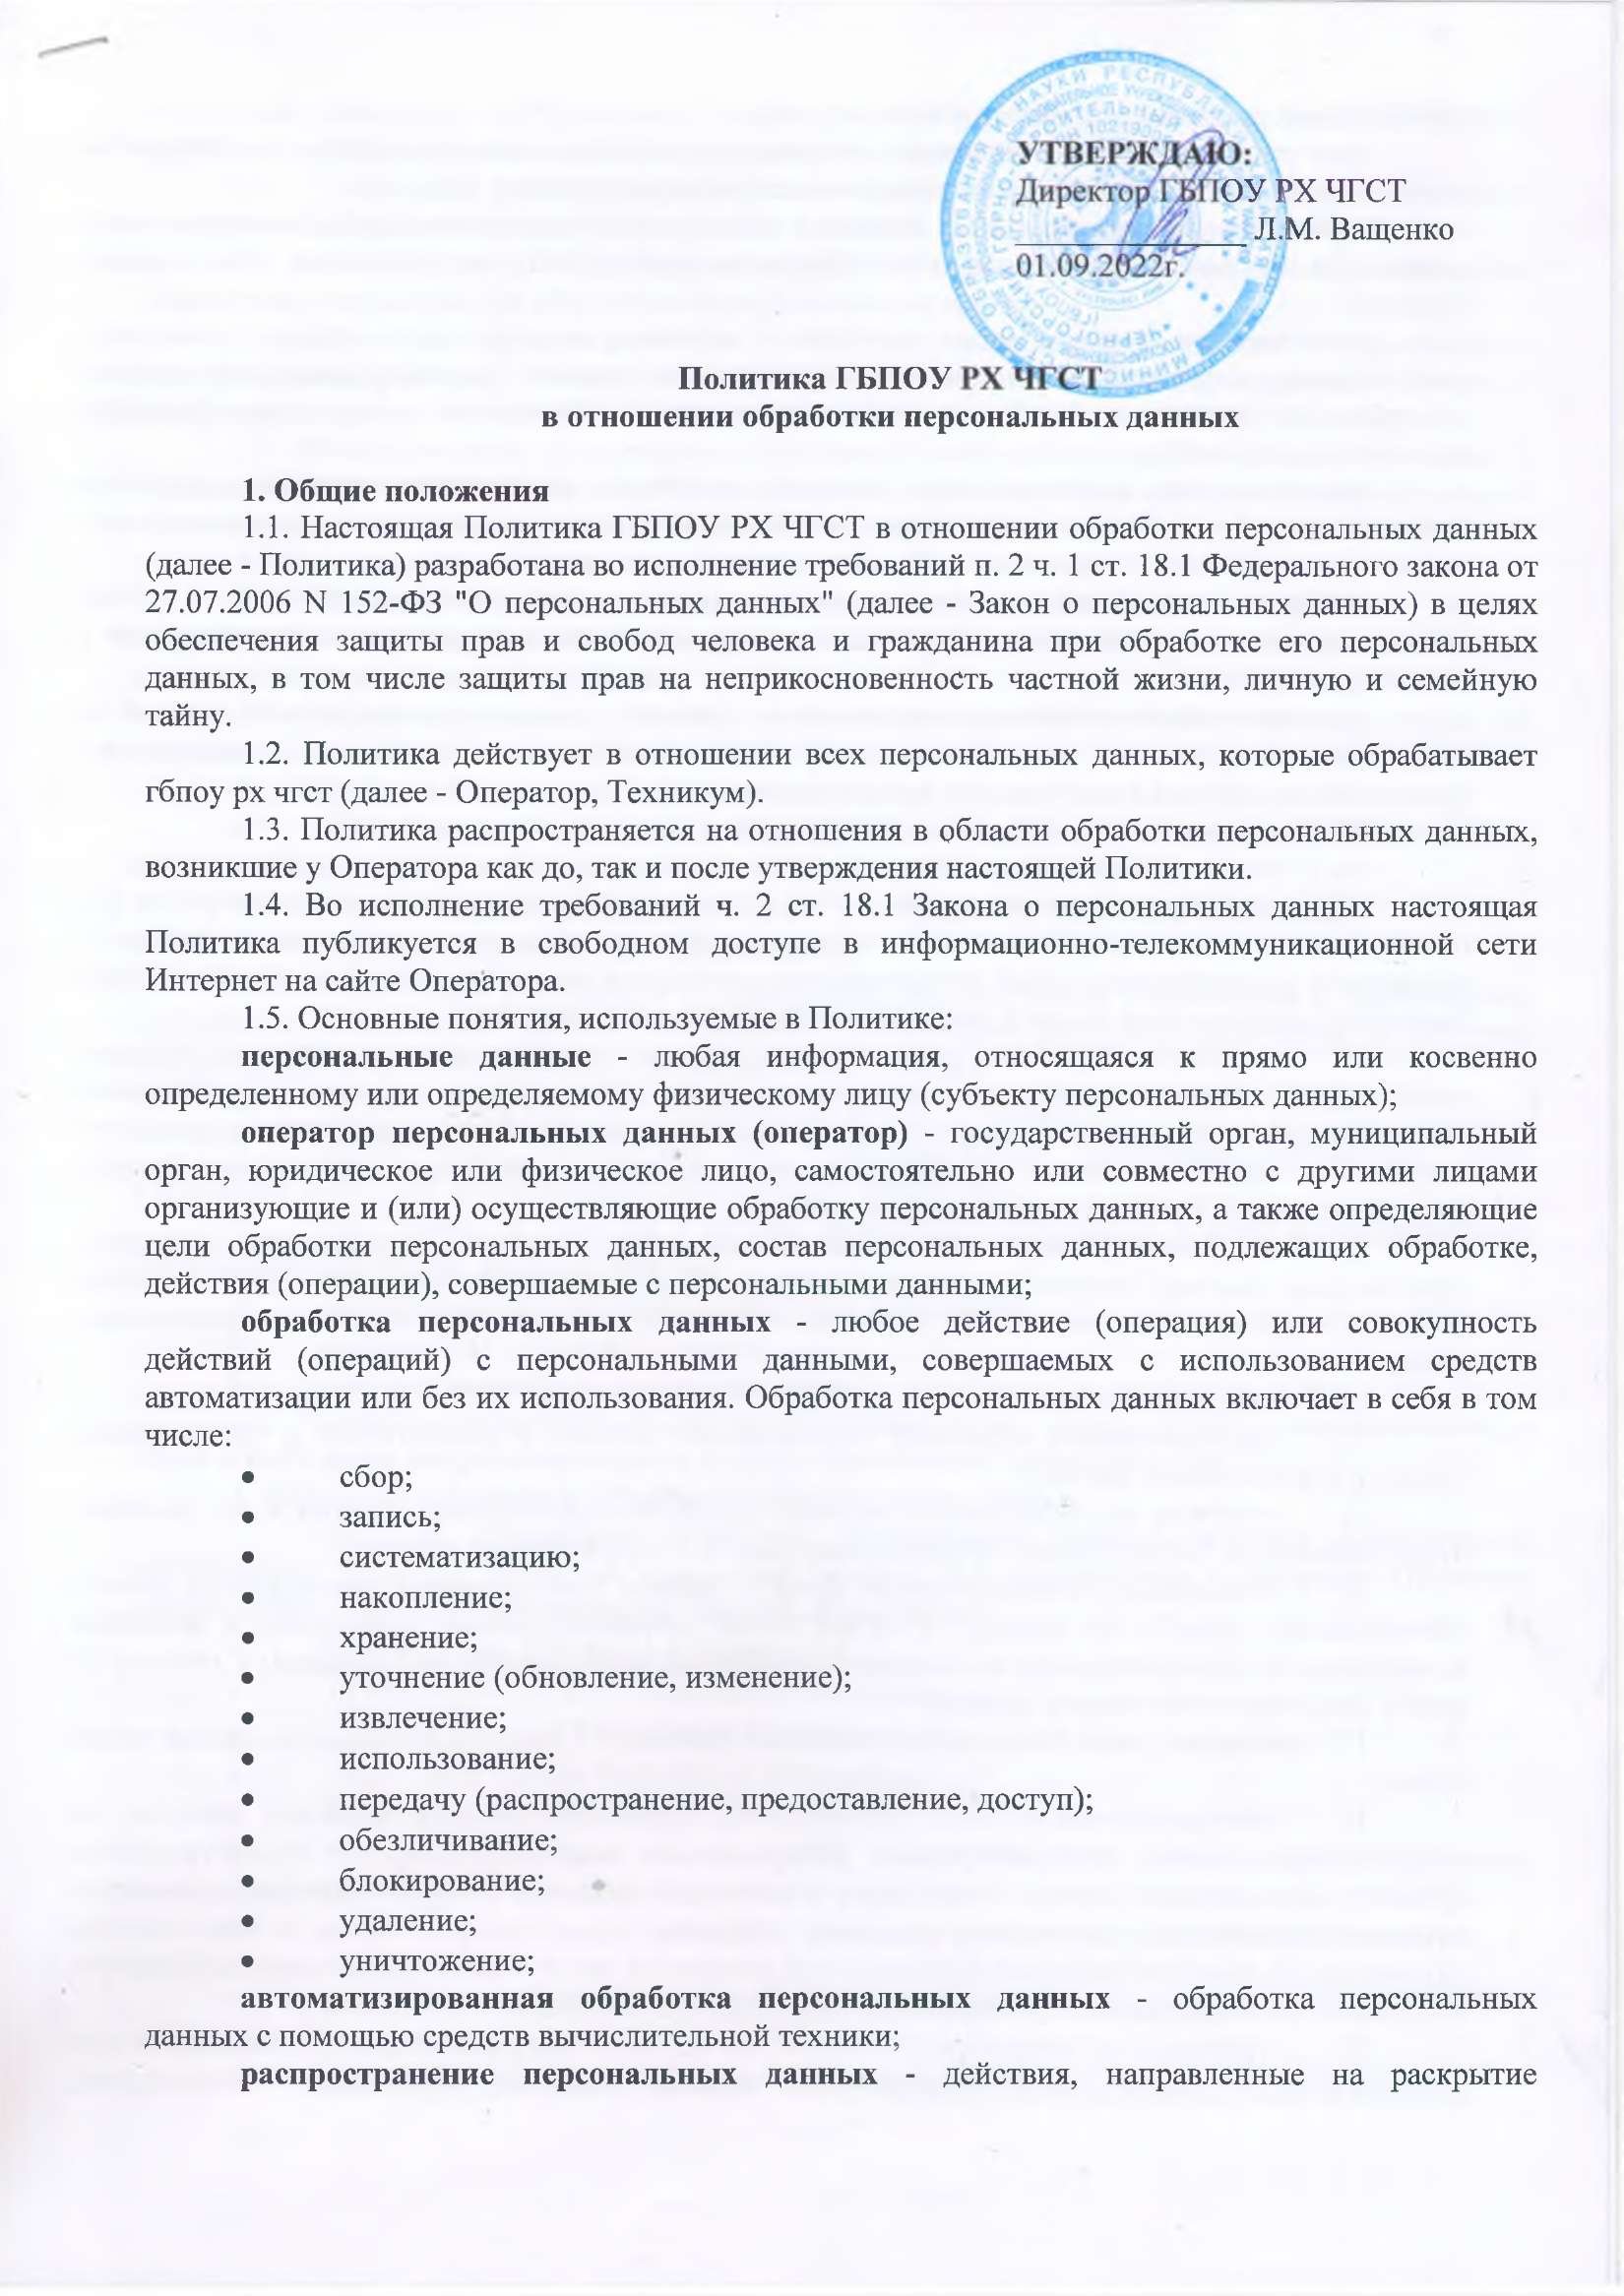 УТВЕРЖДАЮ:
Директор ГБПОУ РХ ЧГСТ
Л.М. Ващенко
01.09.2022г.
Политика ГБПОУ РХ ЧГСТ
в отношении обработки персональных данных
1. Общие положения
1.1. Настоящая Политика ГБПОУ РХ ЧГСТ в отношении обработки персональных данных
(далее - Политика) разработана во исполнение требований п. 2 ч. 1 ст. 18.1 Федерального закона от
27.07.2006 N 152-ФЗ "О персональных данных" (далее - Закон о персональных данных) в целях
обеспечения защиты прав и свобод человека и гражданина при обработке его персональных
данных, в том числе защиты прав на неприкосновенность частной жизни, личную и семейную
тайну.
1.2. Политика действует в отношении всех персональных данных, которые обрабатывает
гбпоу рх чгст (далее - Оператор, Техникум).
1.3. Политика распространяется на отношения в области обработки персональных данных,
возникшие у Оператора как до, так и после утверждения настоящей Политики.
1.4. Во исполнение требований ч. 2 ст. 18.1 Закона о персональных данных настоящая
Политика публикуется в свободном доступе в информационно-телекоммуникационной сети
Интернет на сайте Оператора.
1.5. Основные понятия, используемые в Политике:
персональные данные - любая информация, относящаяся к прямо или косвенно
определенному или определяемому физическому лицу (субъекту персональных данных);
оператор персональных данных (оператор) - государственный орган, муниципальный
орган, юридическое или физическое лицо, самостоятельно или совместно с другими лицами
организующие и (или) осуществляющие обработку персональных данных, а также определяющие
цели обработки персональных данных, состав персональных данных, подлежащих обработке,
действия (операции), совершаемые с персональными данными;
обработка персональных данных - любое действие (операция) или совокупность
действий (операций) с персональными данными, совершаемых с использованием средств
автоматизации или без их использования. Обработка персональных данных включает в себя в том
числе:
• сбор;
• запись;
• систематизацию;
• накопление;
• хранение;
• уточнение (обновление, изменение);
• извлечение;
• использование;
• передачу (распространение, предоставление, доступ);
• обезличивание;
• блокирование;
• удаление;
• уничтожение;
автоматизированная обработка персональных данных - обработка персональных
данных с помощью средств вычислительной техники;
распространение персональных данных - действия, направленные на раскрытие